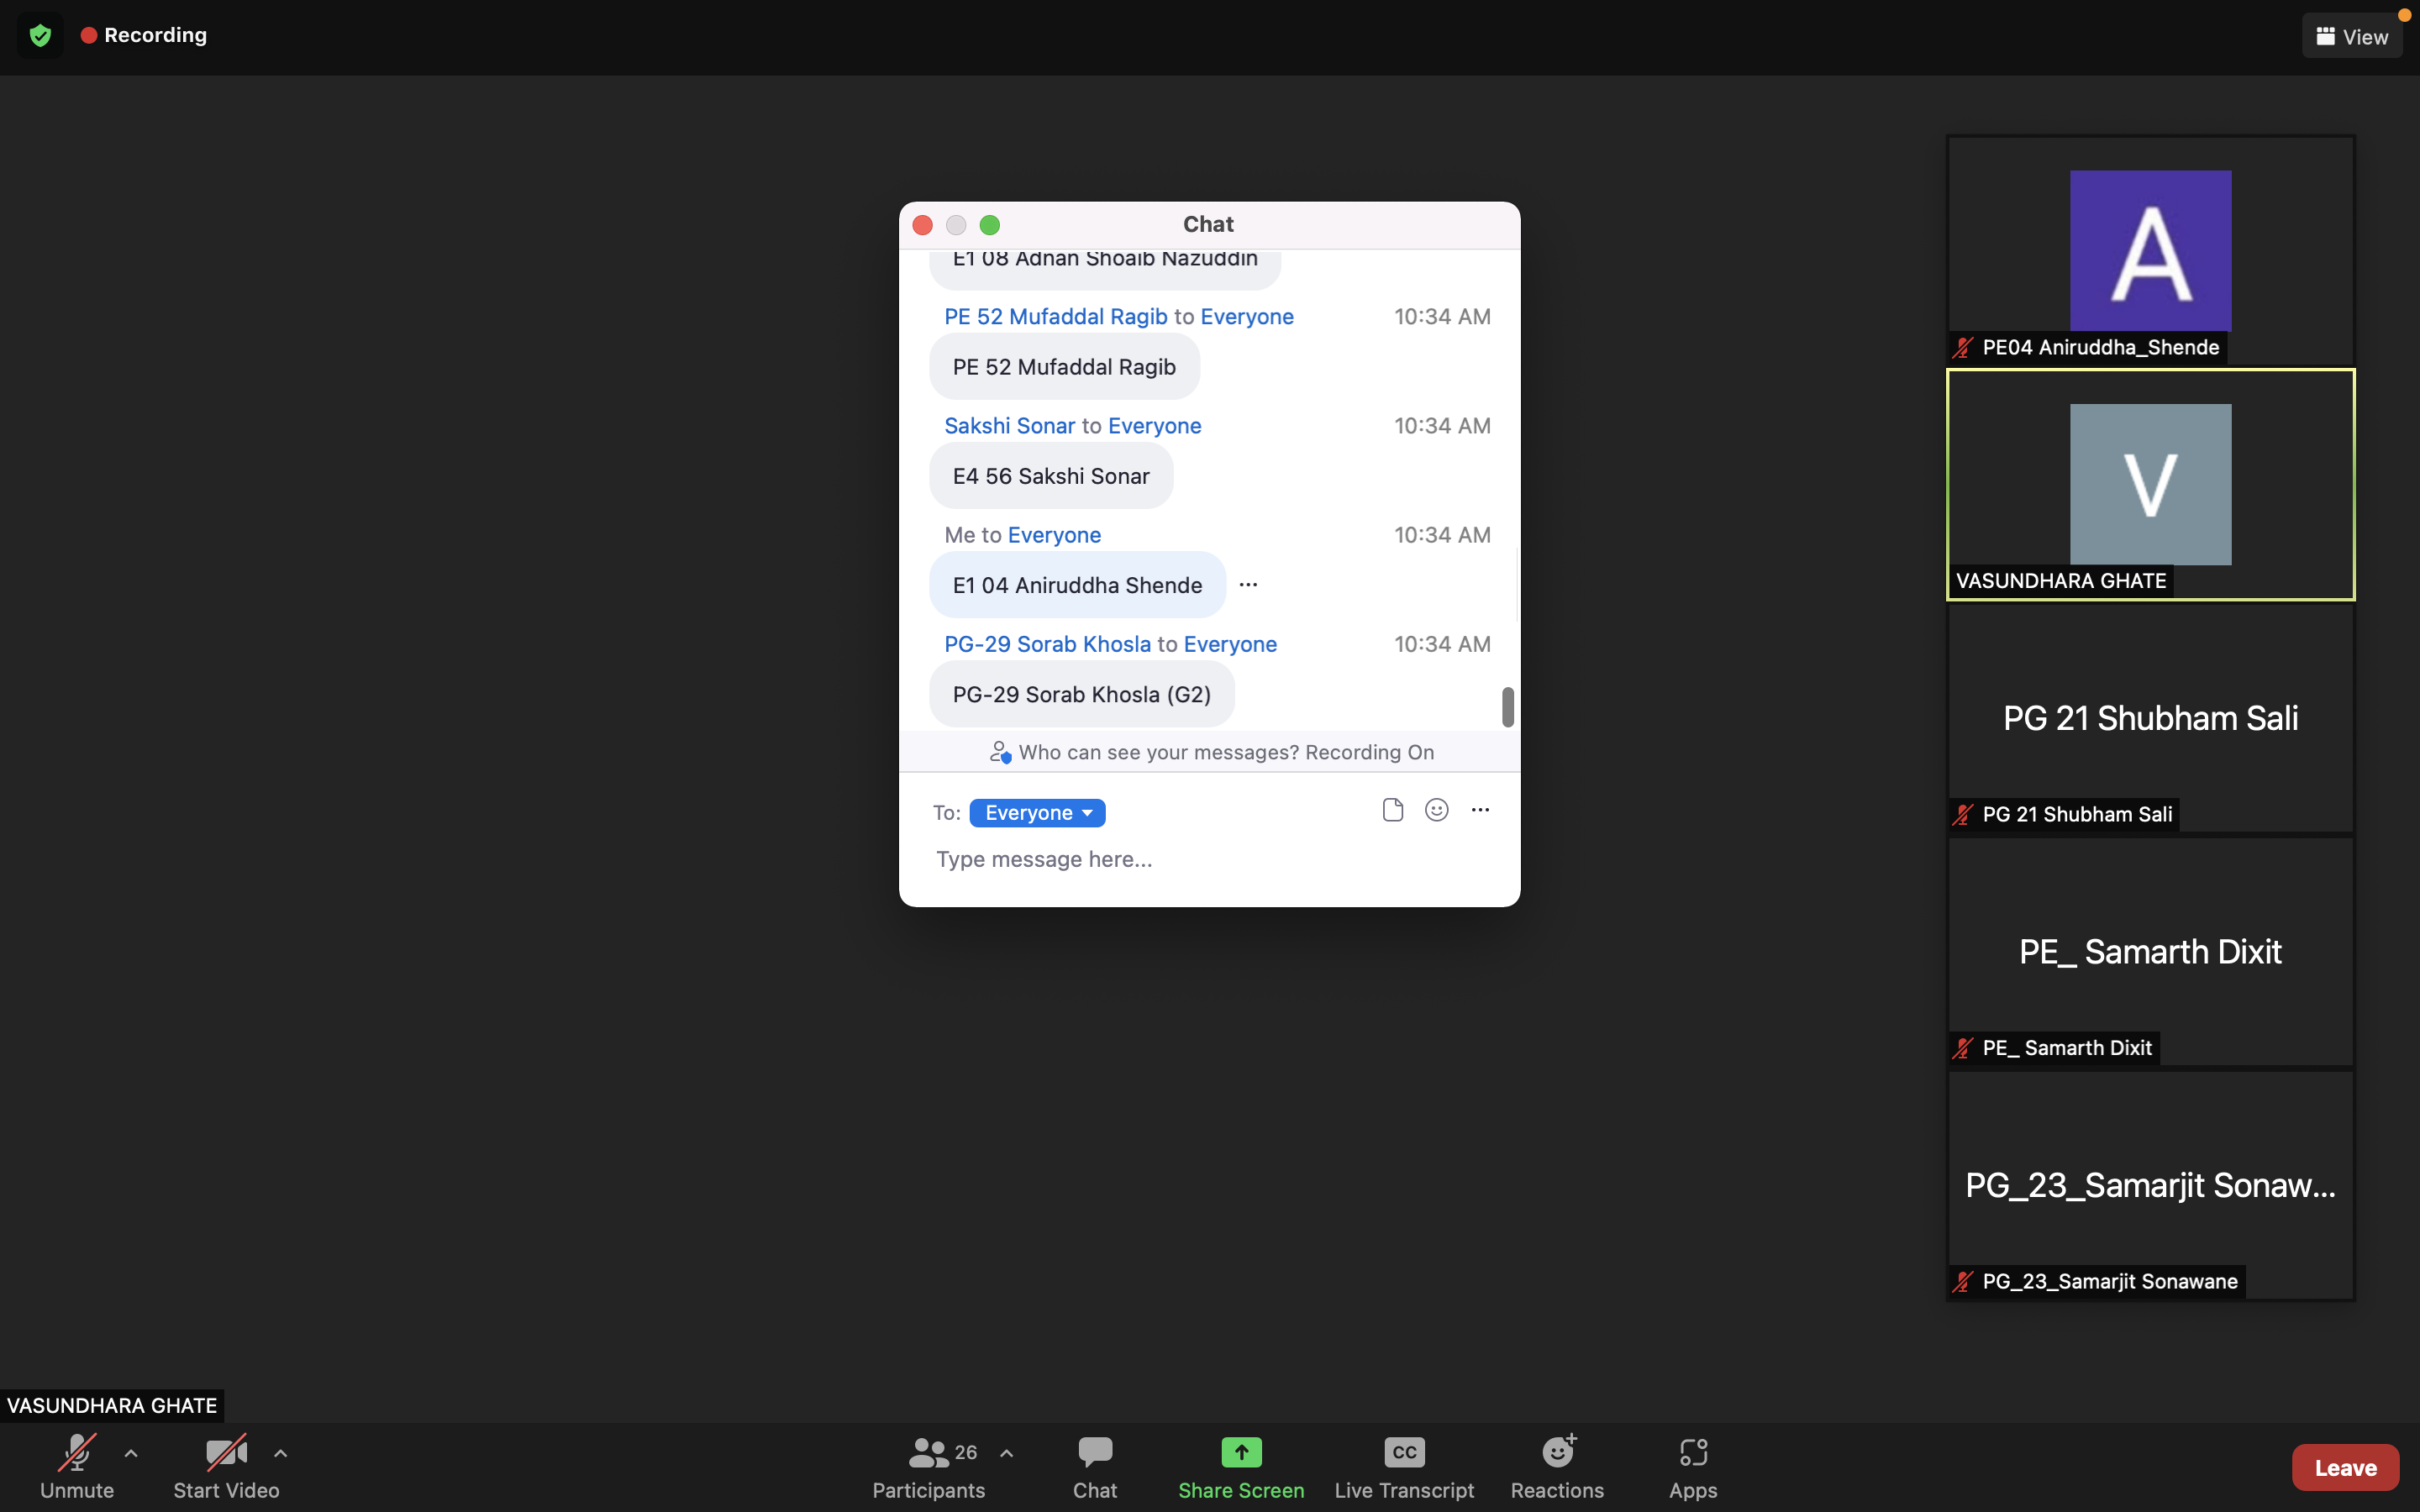 Recording
View
Chat
E1 08 Adnan Shoaib Nazuddin
PE 52 Mufaddal Ragib to Everyone 10:34 AM
PE 52 Mufaddal Ragib
Sakshi Sonar to Everyone 10:34 AM
E4 56 Sakshi Sonar
Me to Everyone 10:34 AM
E1 04 Aniruddha Shende
PG-29 Sorab Khosla to Everyone 10:34 AM
PG-29 Sorab Khosla (G2)
Who can see your messages? Recording On
To: Everyone
Type message here...
A
PE04 Aniruddha_Shende
V
VASUNDHARA GHATE
PG 21 Shubham Sali
PG 21 Shubham Sali
PE_ Samarth Dixit
PE_ Samarth Dixit
PG_23_Samarjit Sonaw...
PG_23_Samarjit Sonawane
VASUNDHARA GHATE
26
CC
Unmute Start Video Participants Chat Share Screen Live Transcript Reactions Apps Leave